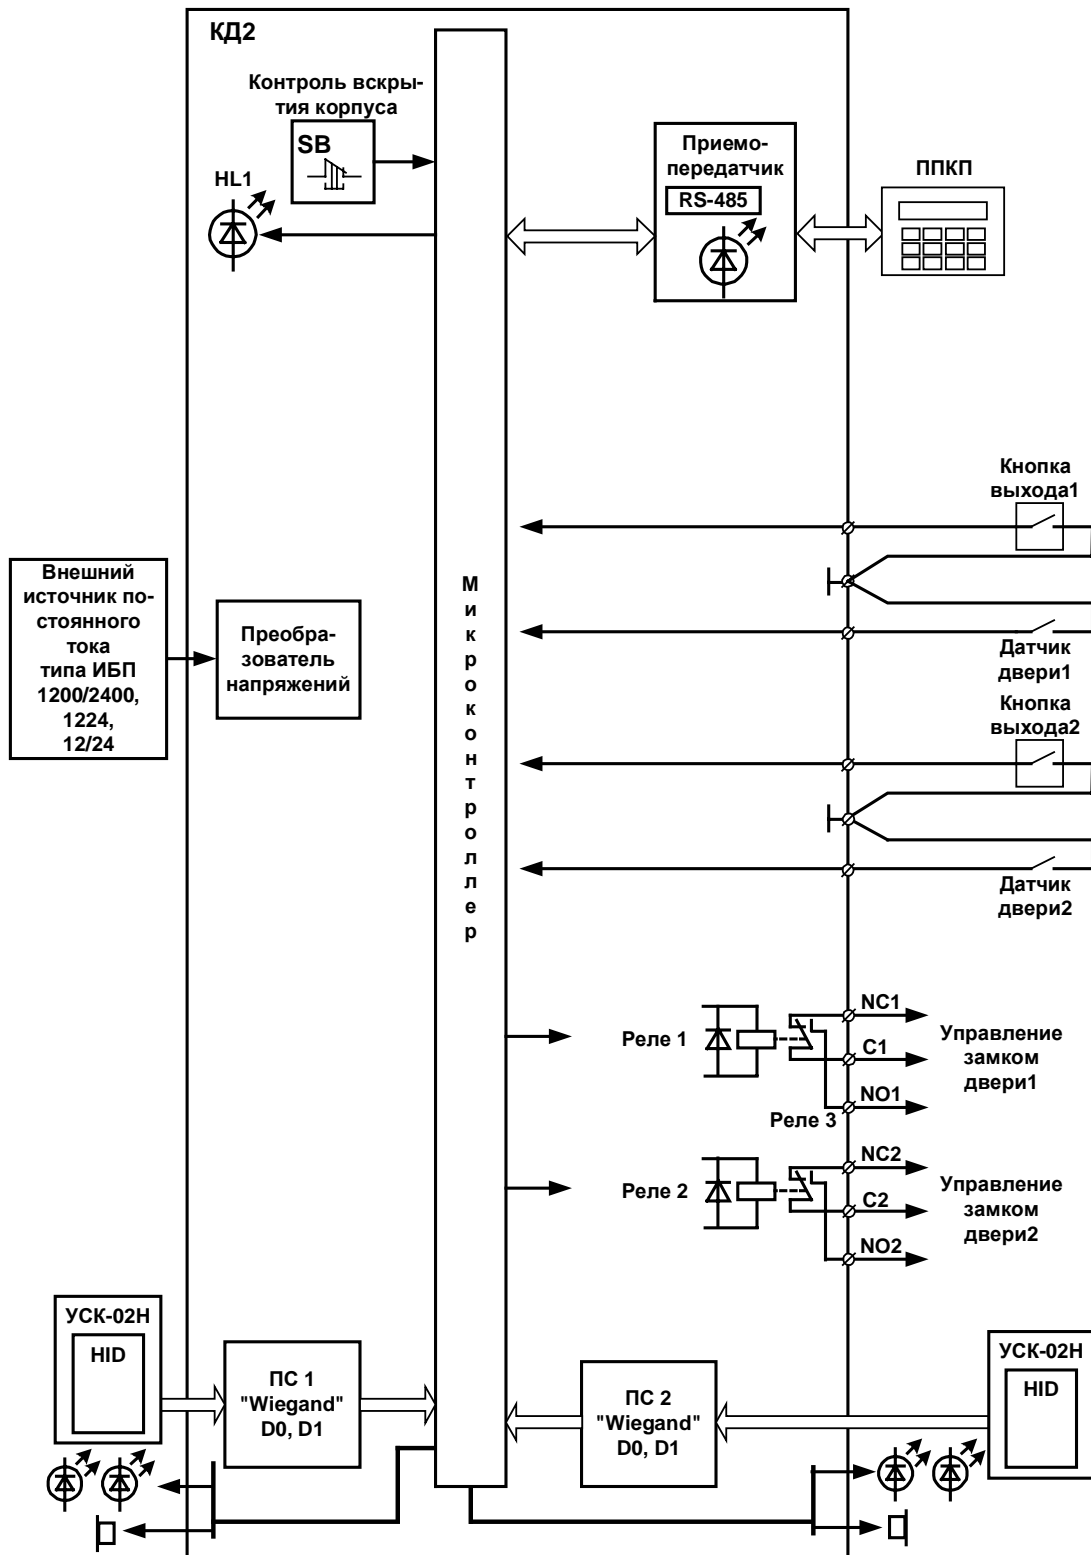 КД2
Контроль вскры-
тия корпуса
SB
HL1
Приемо-
передатчик
RS-485
ППКП
Кнопка
выхода1
Датчик
двери1
Кнопка
выхода2
Датчик
двери2
Внешний
источник по-
стоянного
тока
типа ИБП
1200/2400,
1224,
12/24
Преобра-
зователь
напряжений
М
и
к
р
о
к
о
н
т
р
о
л
л
е
р
Реле 1
NC1
C1
NO1
Управление
замком
двери1
Реле 3
Реле 2
NC2
C2
NO2
Управление
замком
двери2
УСК-02Н
HID
ПС 1
"Wiegand"
D0, D1
ПС 2
"Wiegand"
D0, D1
УСК-02Н
HID